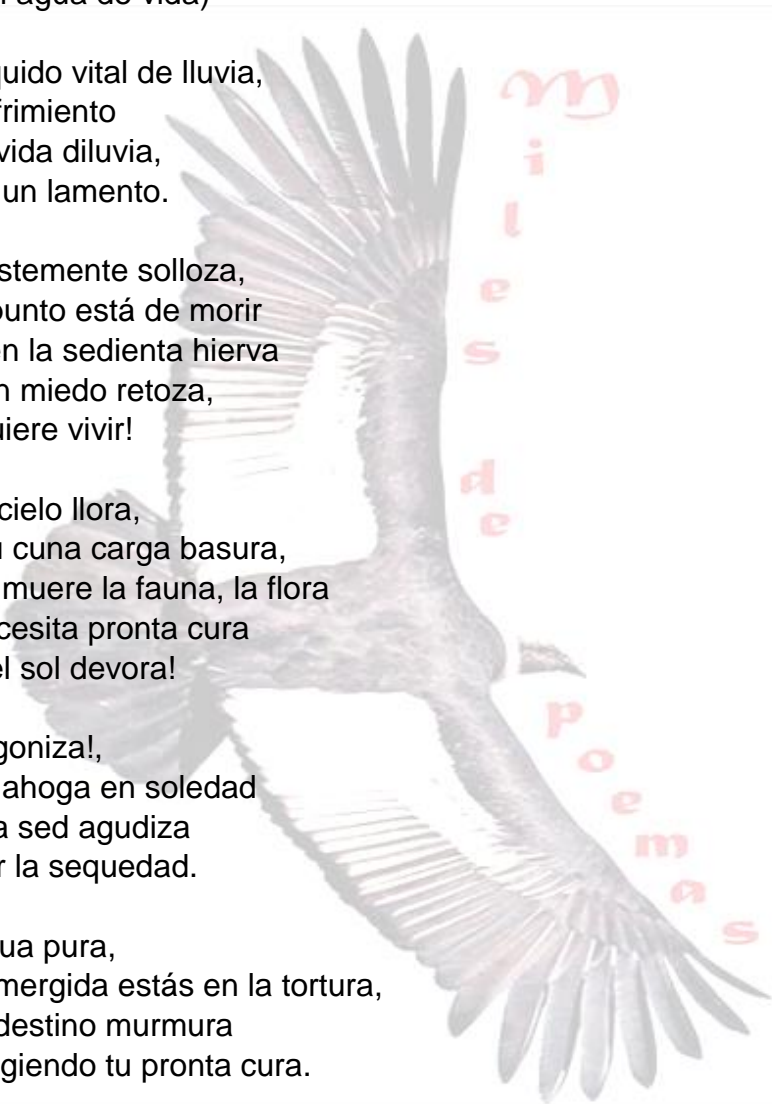 agua de vida)
quido vital de lluvia,
frimiento
vida diluvia,
un lamento.
stemente solloza,
punto está de morir
en la sedienta hierva
n miedo retoza,
uiere vivir!
cielo llora,
u cuna carga basura,
muere la fauna, la flora
cesita pronta cura
el sol devora!
goniza!,
ahoga en soledad
a sed agudiza
r la sequedad.
ua pura,
mergida estás en la tortura,
destino murmura
giendo tu pronta cura.
Miles de poemas